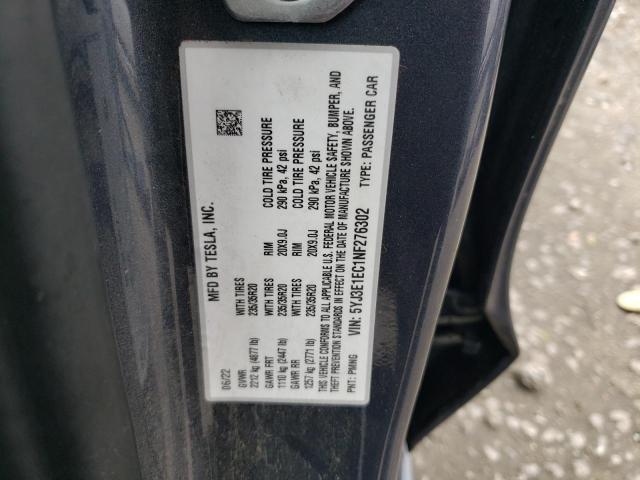 MFD BY TESLA, INC.
06/22
GVWR
2212 kg (4877 lb)
WITH TIRES
235/35R20
GAWR FRT
1110 kg (2447 lb)
WITH TIRES
235/35R20
RIM
20X9.0J
COLD TIRE PRESSURE
290 kPa, 42 psi
GAWR RR
1257 kg (2771 lb)
WITH TIRES
235/35R20
RIM
20X9.0J
COLD TIRE PRESSURE
290 kPa, 42 psi
THIS VEHICLE CONFORMS TO ALL APPLICABLE U.S. FEDERAL MOTOR VEHICLE SAFETY, BUMPER, AND
THEFT PREVENTION STANDARDS IN EFFECT ON THE DATE OF MANUFACTURE SHOWN ABOVE.
VIN: 5YJ3E1EC1NF276302
PNT: PMNG
TYPE: PASSENGER CAR